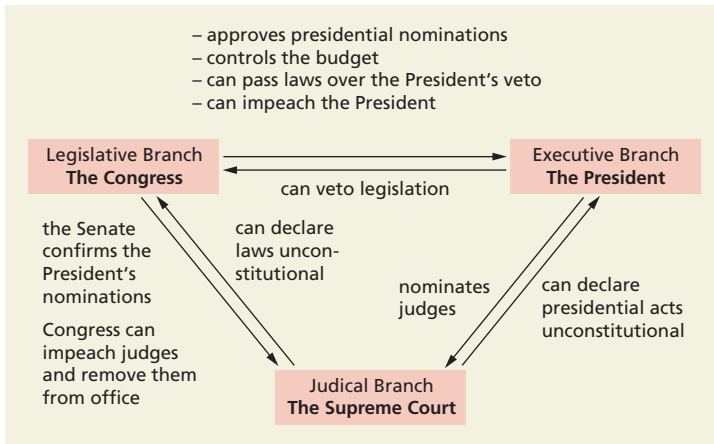 – approves presidential nominations
– controls the budget
– can pass laws over the President's veto
– can impeach the President
Legislative Branch
The Congress
Executive Branch
The President
can veto legislation
the Senate
confirms the
President's
nominations
Congress can
impeach judges
and remove them
from office
can declare
laws uncon-
stitutional
nominates
judges
can declare
presidential acts
unconstitutional
Judical Branch
The Supreme Court